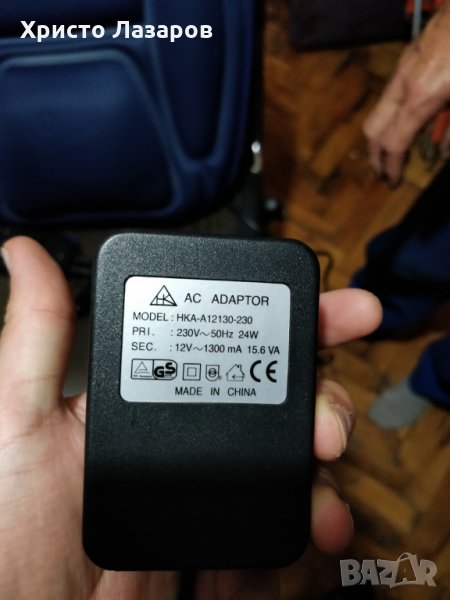 Христо Лазаров
AC ADAPTOR
MODEL: HKA-A12130-230
PRI. : 230V~50Hz 24W
SEC. : 12V~1300 mA 15.6 VA
GS
CE
MADE IN CHINA
BAZAR